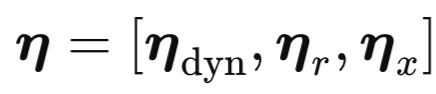 𝜼 = [𝜼_dyn, 𝜼_r, 𝜼_x]